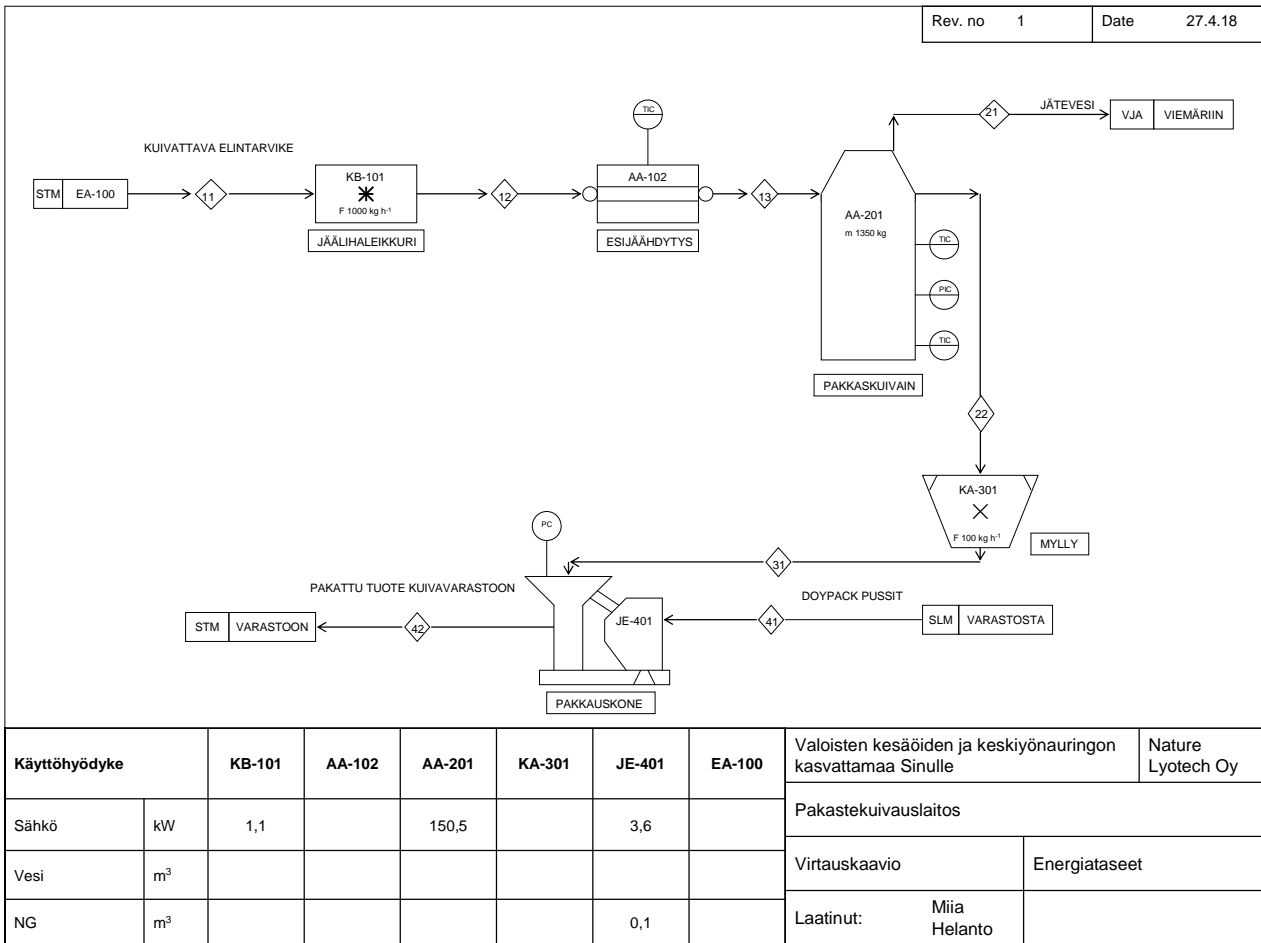 Rev. no 1 Date 27.4.18
TIC
21
JÄTEVESI
VJA VIEMÄRIIN
KUIVATTAVA ELINTARVIKE
STM EA-100
11
KB-101
F 1000 kg h⁻¹
JÄÄLIHALEIKKURI
12
AA-102
ESIJÄÄHDYTYS
13
AA-201
m 1350 kg
TIC
PIC
TIC
PAKKASKUIVAIN
22
KA-301
F 100 kg h⁻¹
MYLLY
PC
31
PAKATTU TUOTE KUIVAVARASTOON
DOYPACK PUSSIT
STM VARASTOON
42
JE-401
41
SLM VARASTOSTA
PAKKAUSKONE
Käyttöhyödyke KB-101 AA-102 AA-201 KA-301 JE-401 EA-100
Sähkö kW 1,1 150,5 3,6
Vesi m³
NG m³ 0,1
Valoisten kesäöiden ja keskiyönauringon
kasvattamaa Sinulle
Nature
Lyotech Oy
Pakastekuivauslaitos
Virtauskaavio Energiataseet
Laatinut: Miia
Helanto